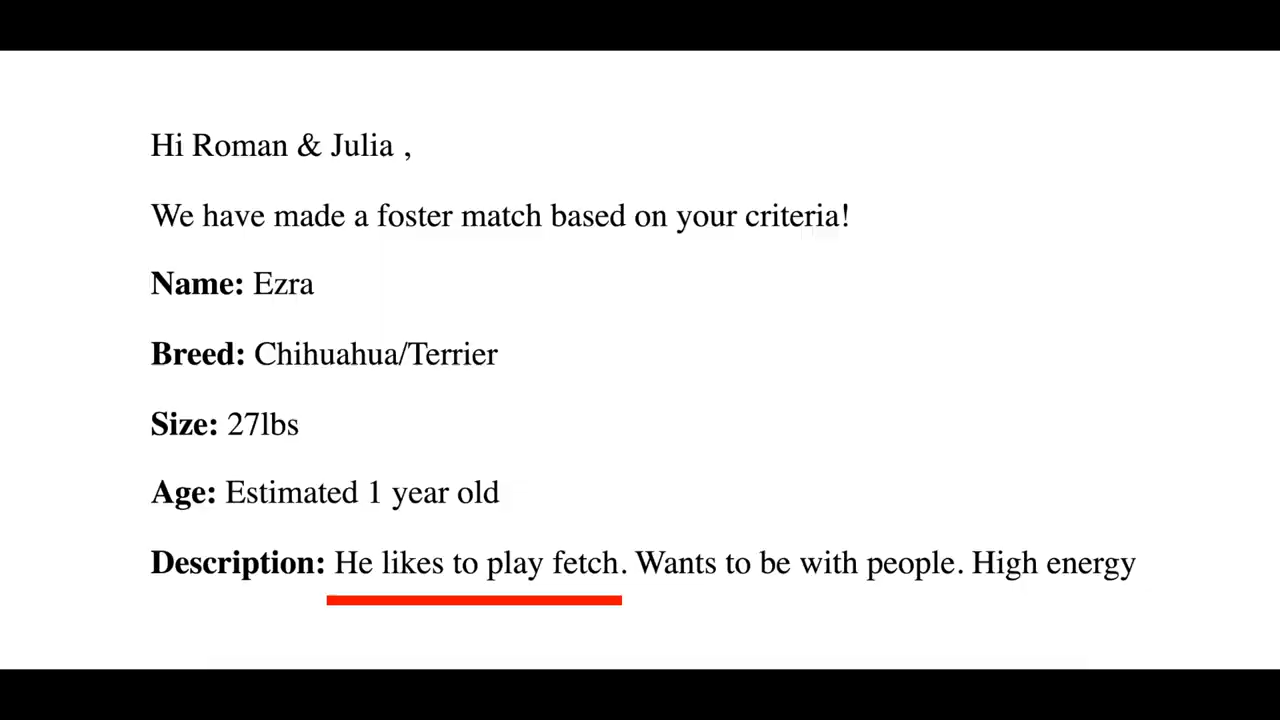 Hi Roman & Julia ,
We have made a foster match based on your criteria!
Name: Ezra
Breed: Chihuahua/Terrier
Size: 27lbs
Age: Estimated 1 year old
Description: He likes to play fetch. Wants to be with people. High energy